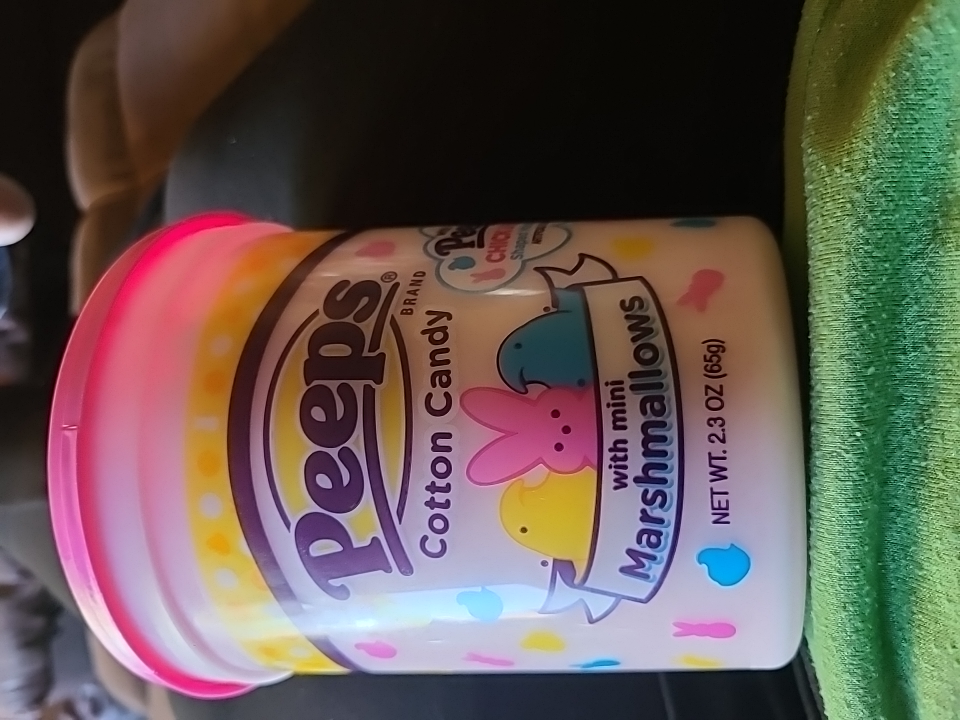 Peeps®
BRAND
Cotton Candy
with mini
Marshmallows
NET WT. 2.3 OZ (65g)